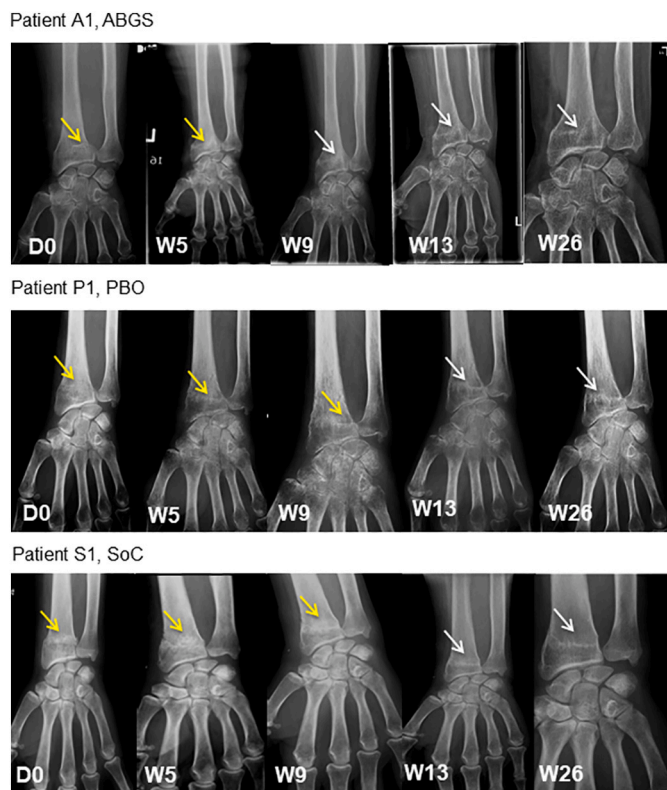 Patient A1, ABGS
D0 W5 W9 W13 W26
Patient P1, PBO
D0 W5 W9 W13 W26
Patient S1, SoC
D0 W5 W9 W13 W26